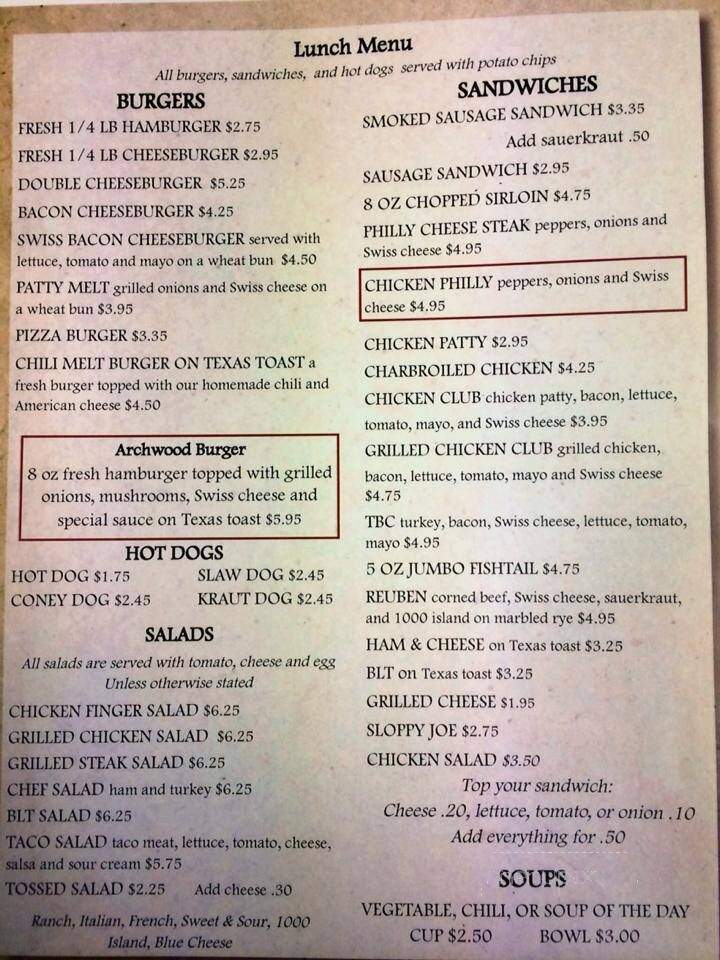 Lunch Menu
All burgers, sandwiches, and hot dogs served with potato chips
BURGERS
FRESH 1/4 LB HAMBURGER $2.75
FRESH 1/4 LB CHEESEBURGER $2.95
DOUBLE CHEESEBURGER $5.25
BACON CHEESEBURGER $4.25
SWISS BACON CHEESEBURGER served with
lettuce, tomato and mayo on a wheat bun $4.50
PATTY MELT grilled onions and Swiss cheese on
a wheat bun $3.95
PIZZA BURGER $3.35
CHILI MELT BURGER ON TEXAS TOAST a
fresh burger topped with our homemade chili and
American cheese $4.50
Archwood Burger
8 oz fresh hamburger topped with grilled
onions, mushrooms, Swiss cheese and
special sauce on Texas toast $5.95
HOT DOGS
HOT DOG $1.75 SLAW DOG $2.45
CONEY DOG $2.45 KRAUT DOG $2.45
SALADS
All salads are served with tomato, cheese and egg
Unless otherwise stated
CHICKEN FINGER SALAD $6.25
GRILLED CHICKEN SALAD $6.25
GRILLED STEAK SALAD $6.25
CHEF SALAD ham and turkey $6.25
BLT SALAD $6.25
TACO SALAD taco meat, lettuce, tomato, cheese,
salsa and sour cream $5.75
TOSSED SALAD $2.25 Add cheese .30
Ranch, Italian, French, Sweet & Sour, 1000
Island, Blue Cheese
SANDWICHES
SMOKED SAUSAGE SANDWICH $3.35
Add sauerkraut .50
SAUSAGE SANDWICH $2.95
8 OZ CHOPPED SIRLOIN $4.75
PHILLY CHEESE STEAK peppers, onions and
Swiss cheese $4.95
CHICKEN PHILLY peppers, onions and Swiss
cheese $4.95
CHICKEN PATTY $2.95
CHARBROILED CHICKEN $4.25
CHICKEN CLUB chicken patty, bacon, lettuce,
tomato, mayo, and Swiss cheese $3.95
GRILLED CHICKEN CLUB grilled chicken,
bacon, lettuce, tomato, mayo and Swiss cheese
$4.75
TBC turkey, bacon, Swiss cheese, lettuce, tomato,
mayo $4.95
5 OZ JUMBO FISHTAIL $4.75
REUBEN corned beef, Swiss cheese, sauerkraut,
and 1000 island on marbled rye $4.95
HAM & CHEESE on Texas toast $3.25
BLT on Texas toast $3.25
GRILLED CHEESE $1.95
SLOPPY JOE $2.75
CHICKEN SALAD $3.50
Top your sandwich:
Cheese .20, lettuce, tomato, or onion .10
Add everything for .50
SOUPS
VEGETABLE, CHILI, OR SOUP OF THE DAY
CUP $2.50 BOWL $3.00